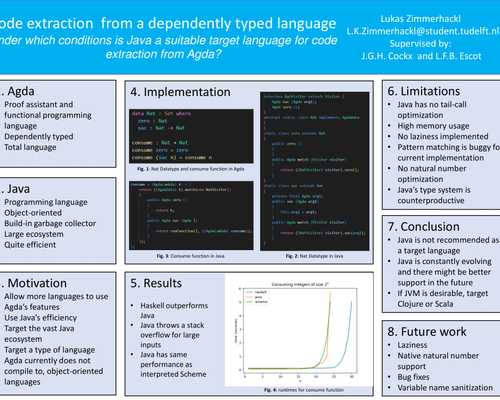 ode extraction from a dependently typed language
nder which conditions is Java a suitable target language for code
extraction from Agda?
Lukas Zimmerhackl
L.K.Zimmerhackl@student.tudelft.nl
Supervised by:
J.G.H. Cockx and L.F.B. Escot
. Agda
Proof assistant and
functional programming
language
Dependently typed
Total language
. Java
Programming language
Object-oriented
Build-in garbage collector
Large ecosystem
Quite efficient
. Motivation
Allow more languages to use
Agda's features
Use Java's efficiency
Target the vast Java
ecosystem
Target a type of language
Agda currently does not
compile to, object-oriented
languages
4. Implementation
data Nat : Set where
zero : Nat
suc : Nat → Nat
consume : Nat → Nat
consume zero = zero
consume (suc n) = consume n
Fig. 1: Nat Datatype and consume function in Agda
Fig. 3: Consume function in Java
Fig. 2: Nat Datatype in Java
5. Results
• Haskell outperforms
Java
• Java throws a stack
overflow for large
inputs
• Java has same
performance as
interpreted Scheme
Consuming integers of size 2ˣ
haskell
java
scheme
Fig. 4: runtimes for consume function
6. Limitations
• Java has no tail-call
optimization
• High memory usage
• No laziness implemented
• Pattern matching is buggy for
current implementation
• No natural number
optimization
• Java's type system is
counterproductive
7. Conclusion
• Java is not recommended as
a target language
• Java is constantly evolving
and there might be better
support in the future
• If JVM is desirable, target
Clojure or Scala
8. Future work
• Laziness
• Native natural number
support
• Bug fixes
• Variable name sanitization